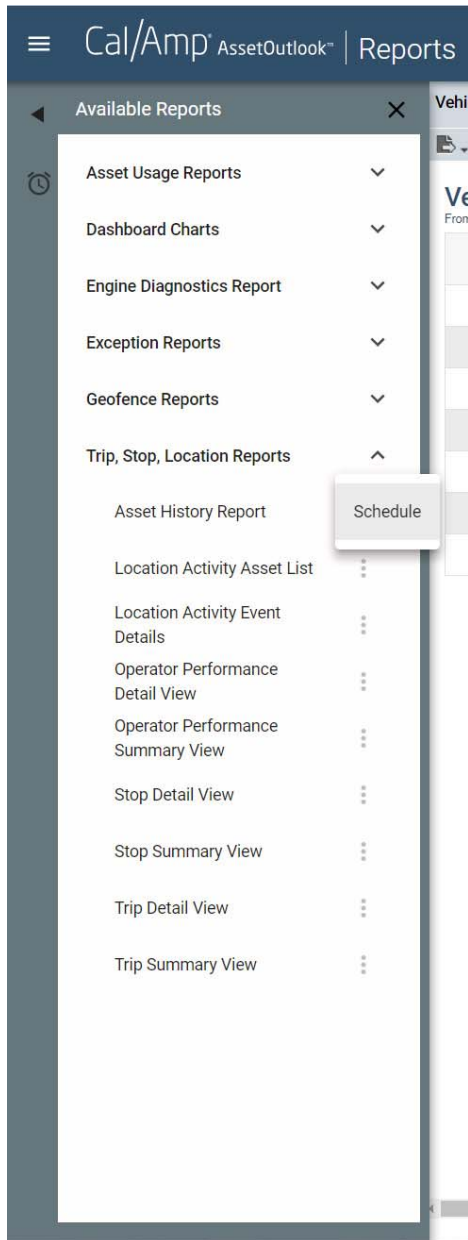 Cal/Amp AssetOutlook™ | Reports
Available Reports
Vehi
Asset Usage Reports
Ve
From
Dashboard Charts
Engine Diagnostics Report
Exception Reports
Geofence Reports
Trip, Stop, Location Reports
Asset History Report
Schedule
Location Activity Asset List
Location Activity Event
Details
Operator Performance
Detail View
Operator Performance
Summary View
Stop Detail View
Stop Summary View
Trip Detail View
Trip Summary View